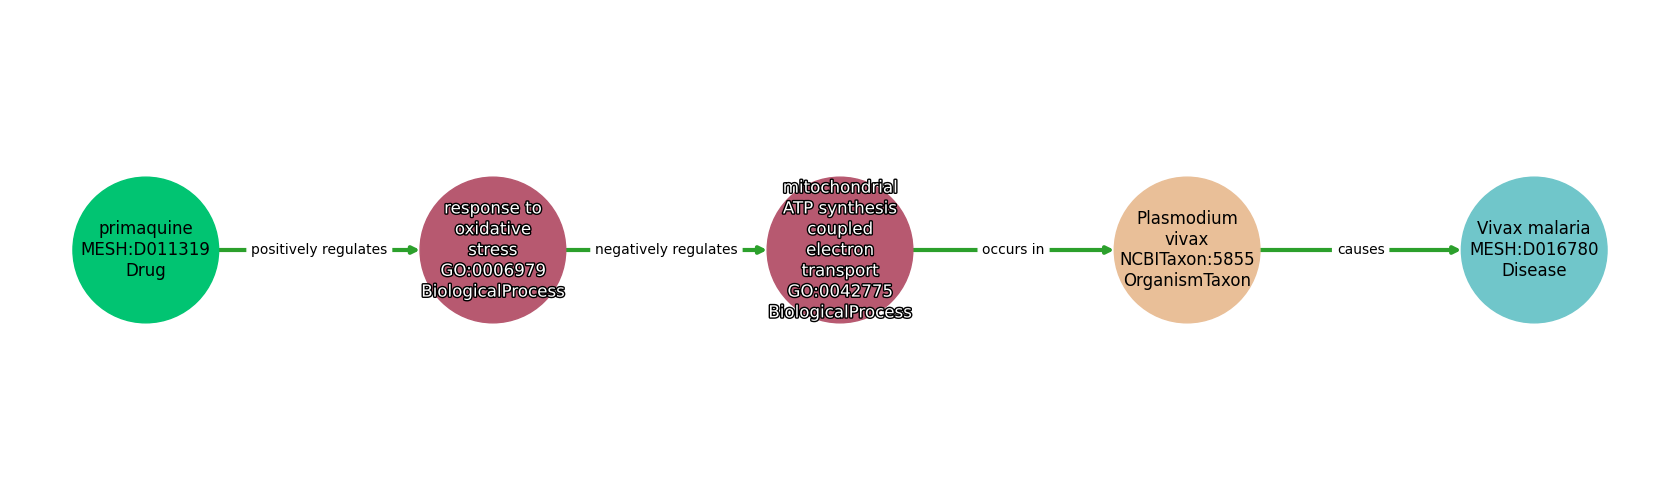 primaquine
MESH:D011319
Drug
positively regulates
response to
oxidative
stress
GO:0006979
BiologicalProcess
negatively regulates
mitochondrial
ATP synthesis
coupled
electron
transport
GO:0042775
BiologicalProcess
occurs in
Plasmodium
vivax
NCBITaxon:5855
OrganismTaxon
causes
Vivax malaria
MESH:D016780
Disease